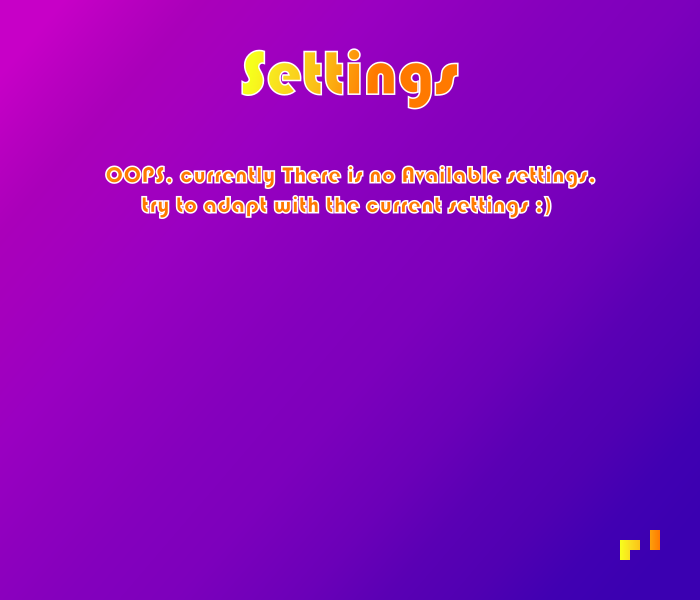 Settings
OOPS. currently There is no Available settings.
try to adapt with the current settings :)